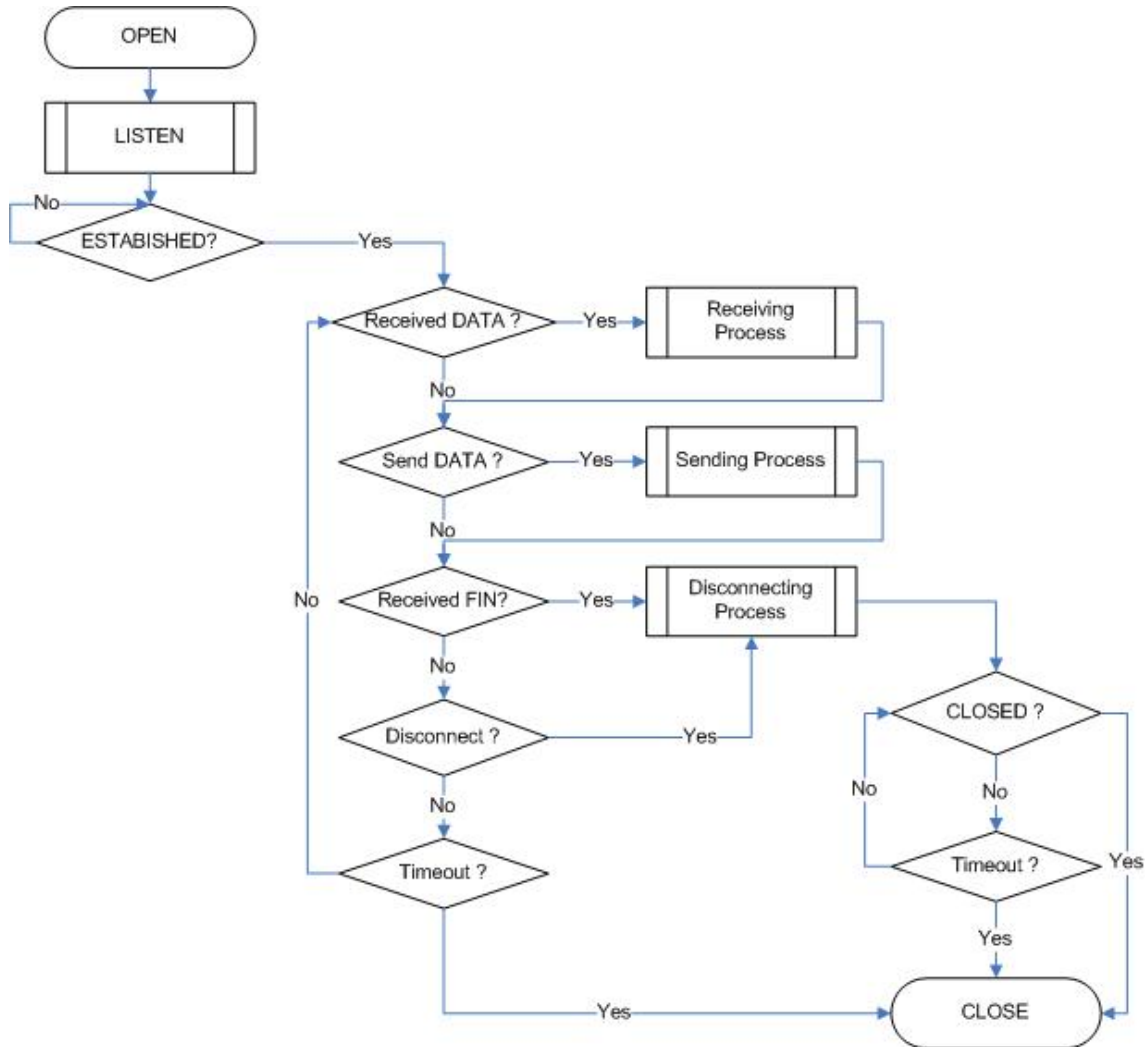 OPEN
LISTEN
No
ESTABISHED?
Yes
Received DATA ?
Yes
Receiving
Process
No
Send DATA ?
Yes
Sending Process
No
Received FIN?
Yes
Disconnecting
Process
No
No
Disconnect ?
Yes
CLOSED ?
No
No
No
Timeout ?
Timeout ?
Yes
Yes
Yes
CLOSE